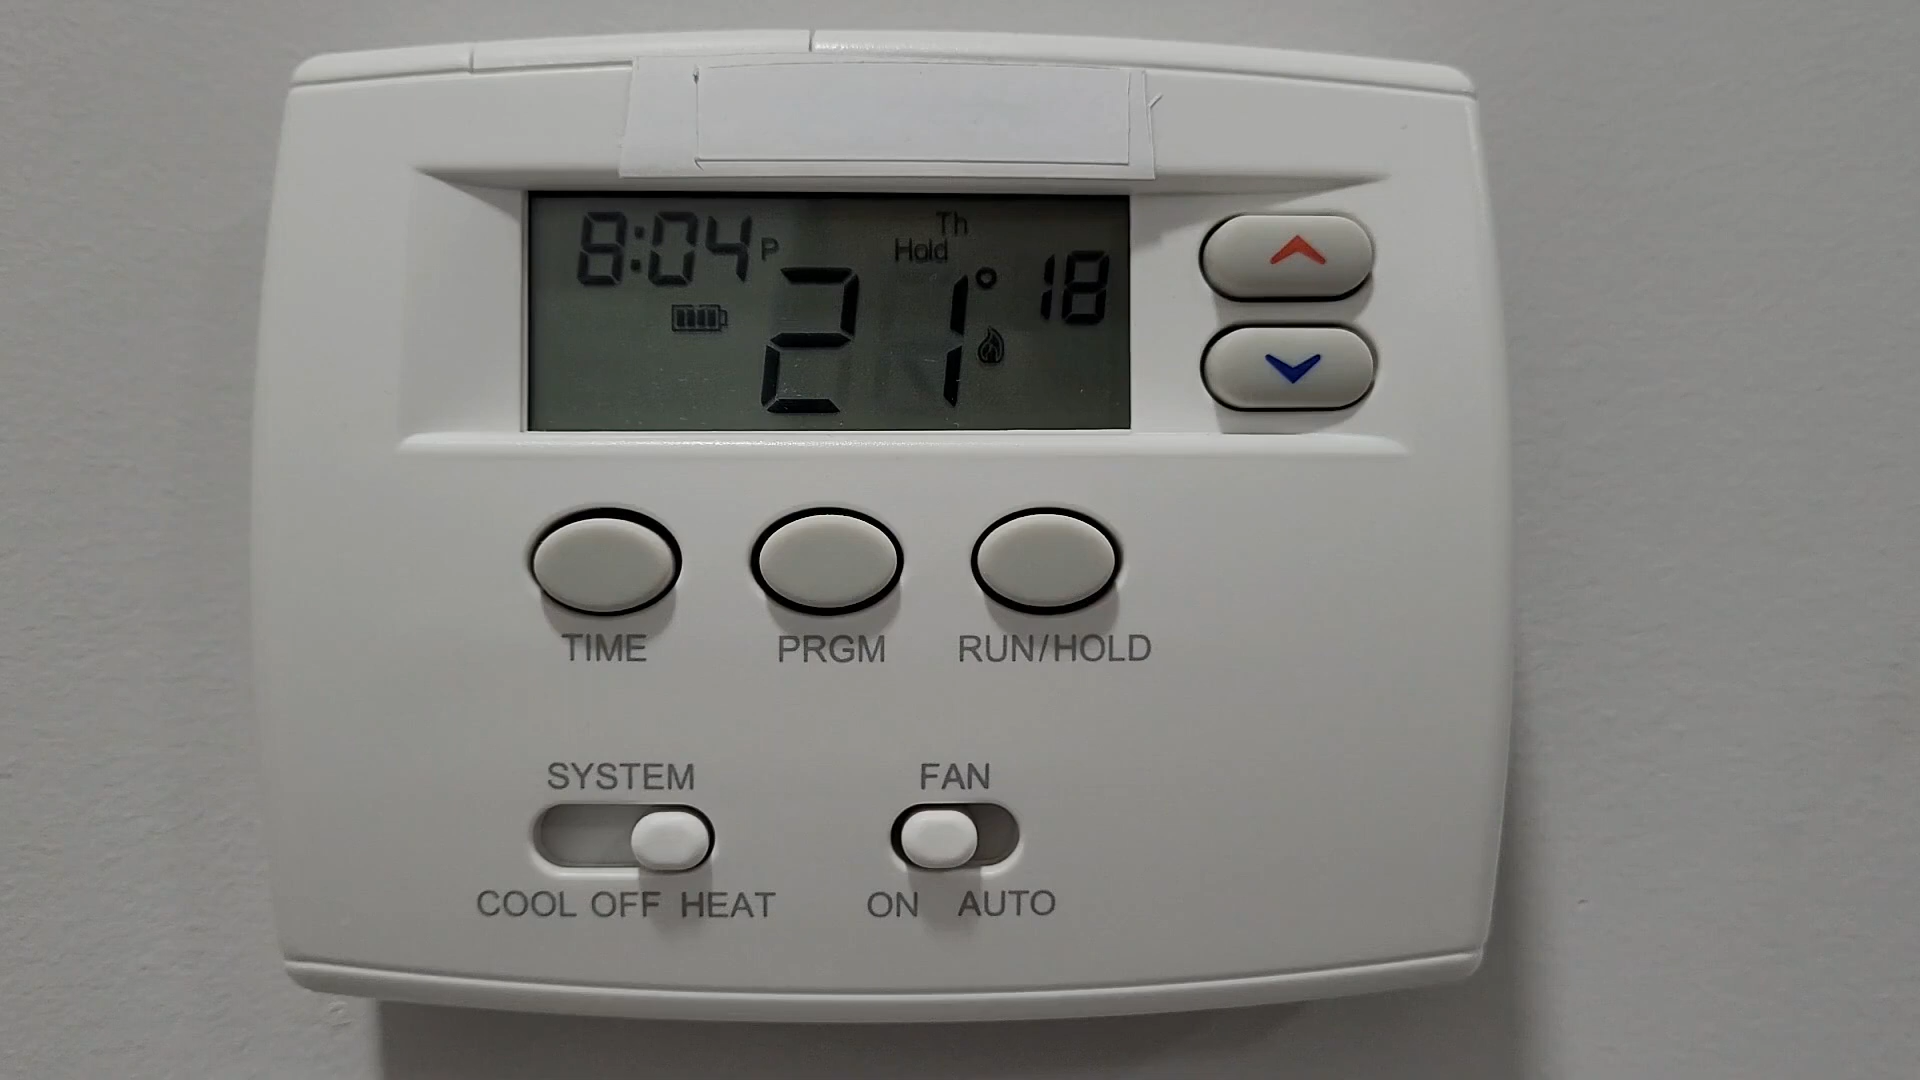 8:04 P Th
Hold
21° 18
TIME PRGM RUN/HOLD
SYSTEM FAN
COOL OFF HEAT ON AUTO